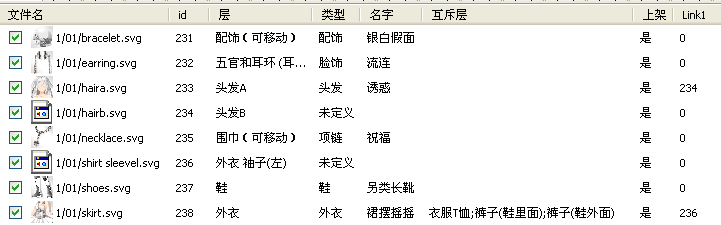 文件名 id 层 类型 名字 互斥层 上架 Link1
1/01/bracelet.svg 231 配饰(可移动) 配饰 银白假面 是 0
1/01/earring.svg 232 五官和耳环 (耳... 脸饰 流连 是 0
1/01/haira.svg 233 头发A 头发 诱惑 是 234
1/01/hairb.svg 234 头发B 未定义 是 0
1/01/necklace.svg 235 围巾(可移动) 项链 祝福 是 0
1/01/shirt sleevel.svg 236 外衣 袖子(左) 未定义 是 0
1/01/shoes.svg 237 鞋 鞋 另类长靴 是 0
1/01/skirt.svg 238 外衣 外衣 裙摆摇摇 衣服T恤;裤子(鞋里面);裤子(鞋外面) 是 236